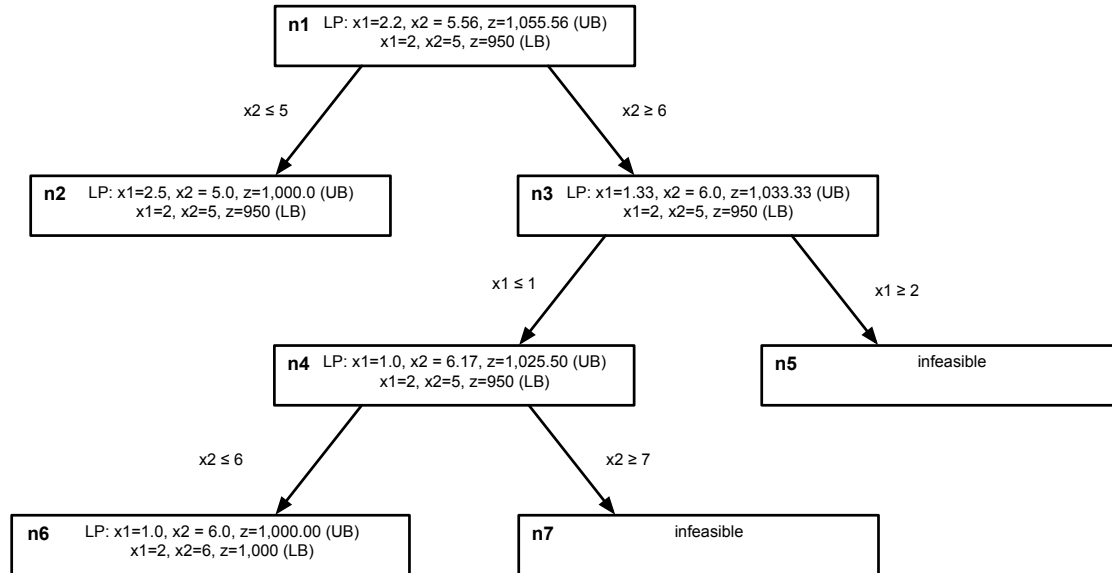 n1 LP: x1=2.2, x2 = 5.56, z=1,055.56 (UB)
x1=2, x2=5, z=950 (LB)
x2 ≤ 5
x2 ≥ 6
n2 LP: x1=2.5, x2 = 5.0, z=1,000.0 (UB)
x1=2, x2=5, z=950 (LB)
n3 LP: x1=1.33, x2 = 6.0, z=1,033.33 (UB)
x1=2, x2=5, z=950 (LB)
x1 ≤ 1
x1 ≥ 2
n4 LP: x1=1.0, x2 = 6.17, z=1,025.50 (UB)
x1=2, x2=5, z=950 (LB)
n5 infeasible
x2 ≤ 6
x2 ≥ 7
n6 LP: x1=1.0, x2 = 6.0, z=1,000.00 (UB)
x1=2, x2=6, z=1,000 (LB)
n7 infeasible